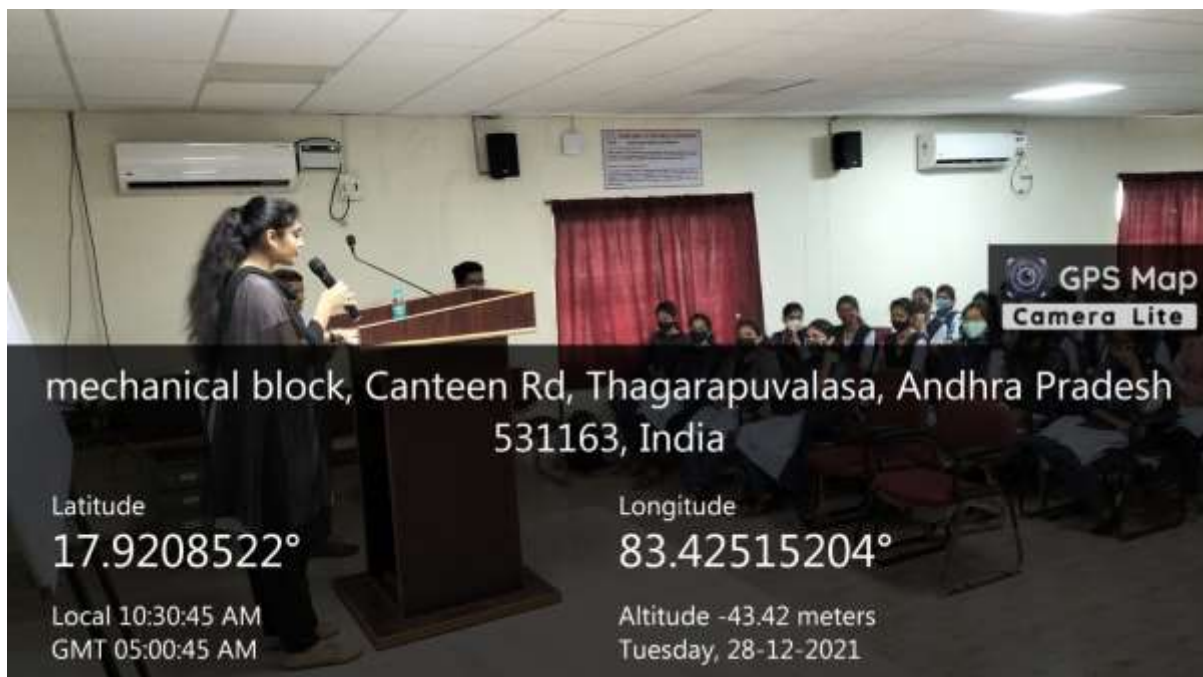 GPS Map
Camera Lite
mechanical block, Canteen Rd, Thagarapuvalasa, Andhra Pradesh
531163, India
Latitude
17.9208522°
Longitude
83.42515204°
Local 10:30:45 AM
GMT 05:00:45 AM
Altitude -43.42 meters
Tuesday, 28-12-2021